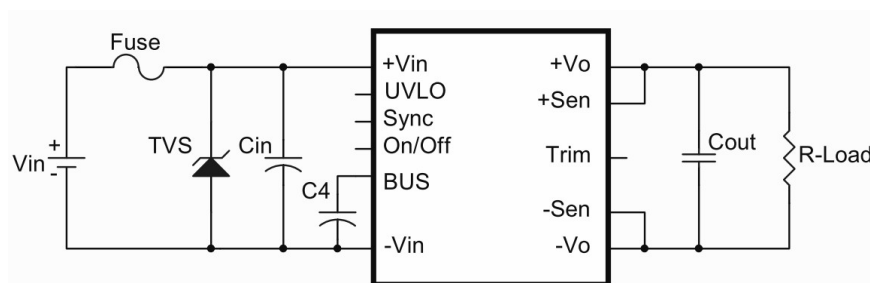 Fuse
+Vin
+Vo
UVLO
+Sen
Sync
TVS
Cin
On/Off
Trim
Cout
R-Load
+
Vin
-
C4
BUS
-Sen
-Vin
-Vo